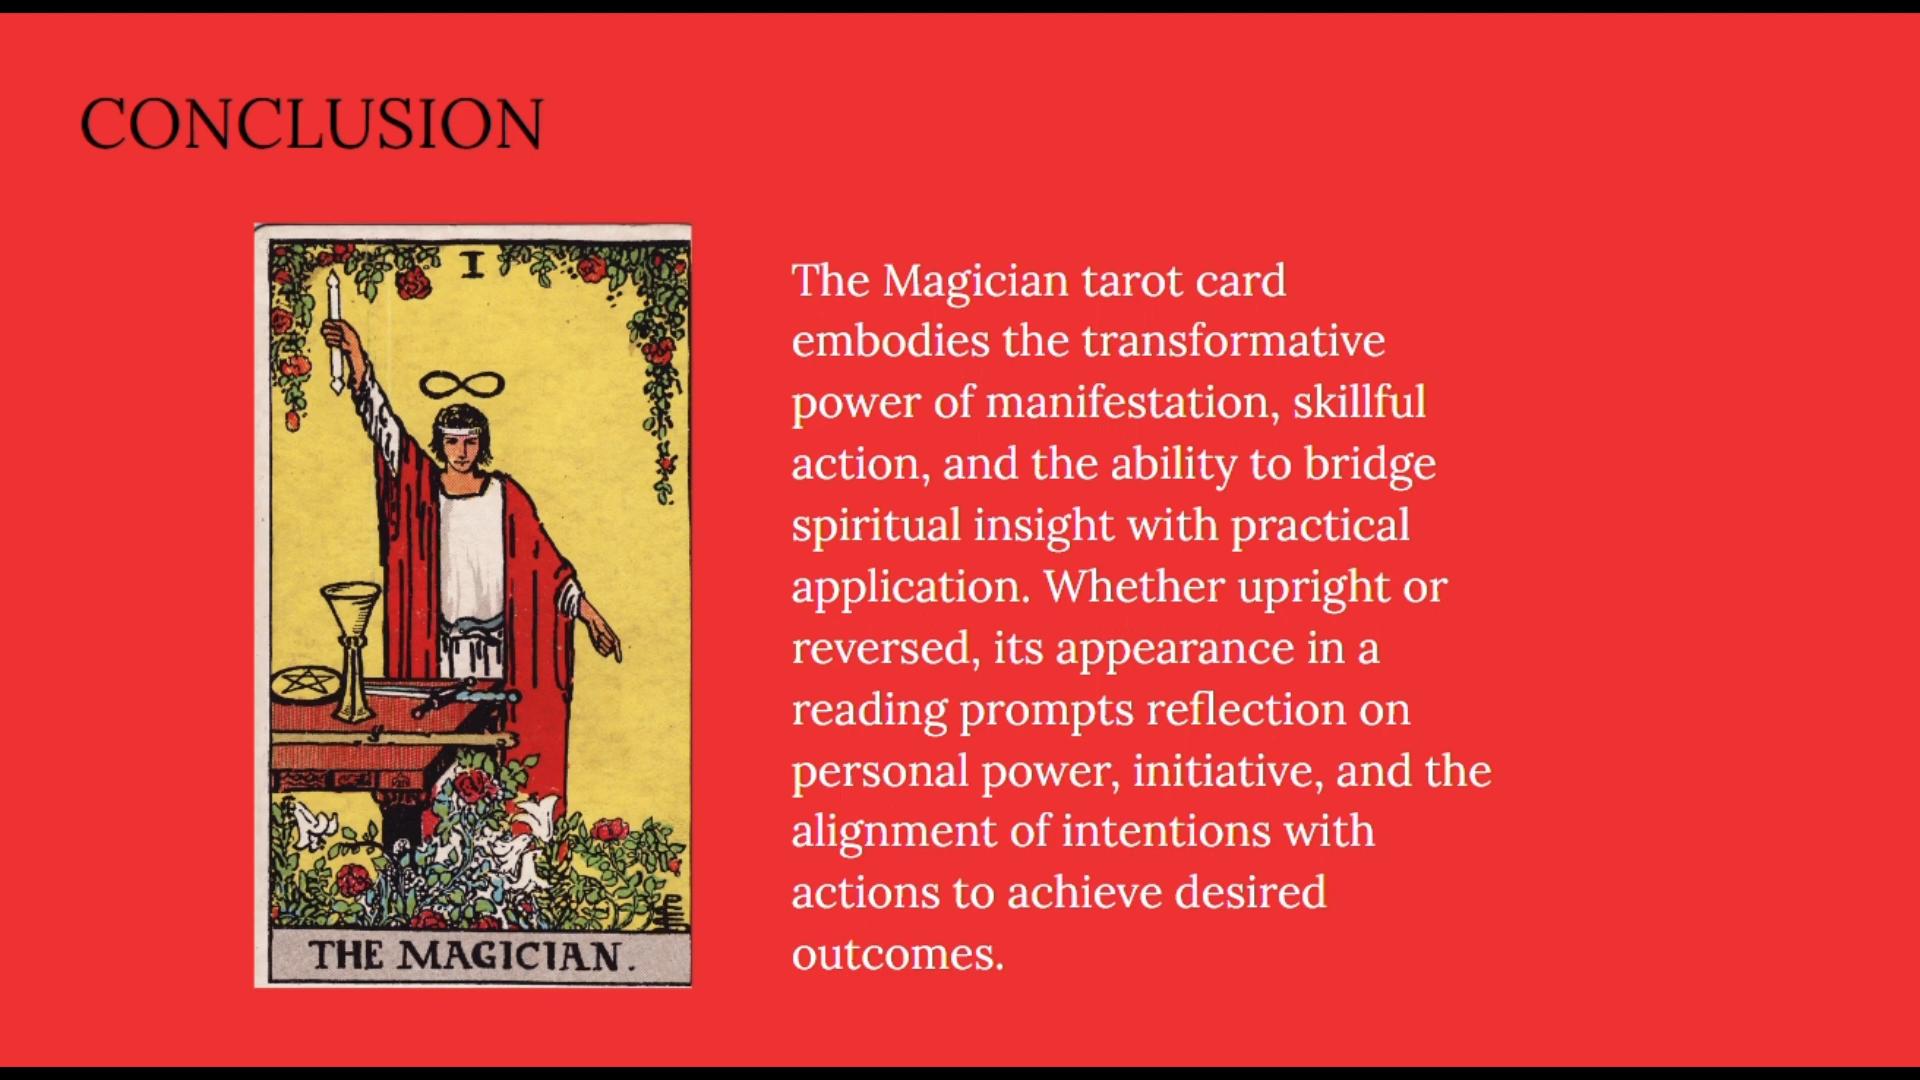 CONCLUSION
I
THE MAGICIAN.
The Magician tarot card
embodies the transformative
power of manifestation, skillful
action, and the ability to bridge
spiritual insight with practical
application. Whether upright or
reversed, its appearance in a
reading prompts reflection on
personal power, initiative, and the
alignment of intentions with
actions to achieve desired
outcomes.